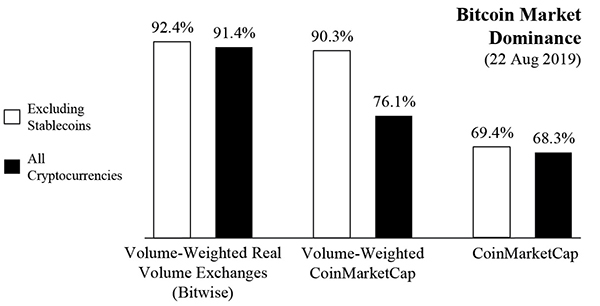 Bitcoin Market
Dominance
(22 Aug 2019)
Excluding
Stablecoins
All
Cryptocurrencies
92.4%
91.4%
90.3%
76.1%
69.4%
68.3%
Volume-Weighted Real
Volume Exchanges
(Bitwise)
Volume-Weighted
CoinMarketCap
CoinMarketCap